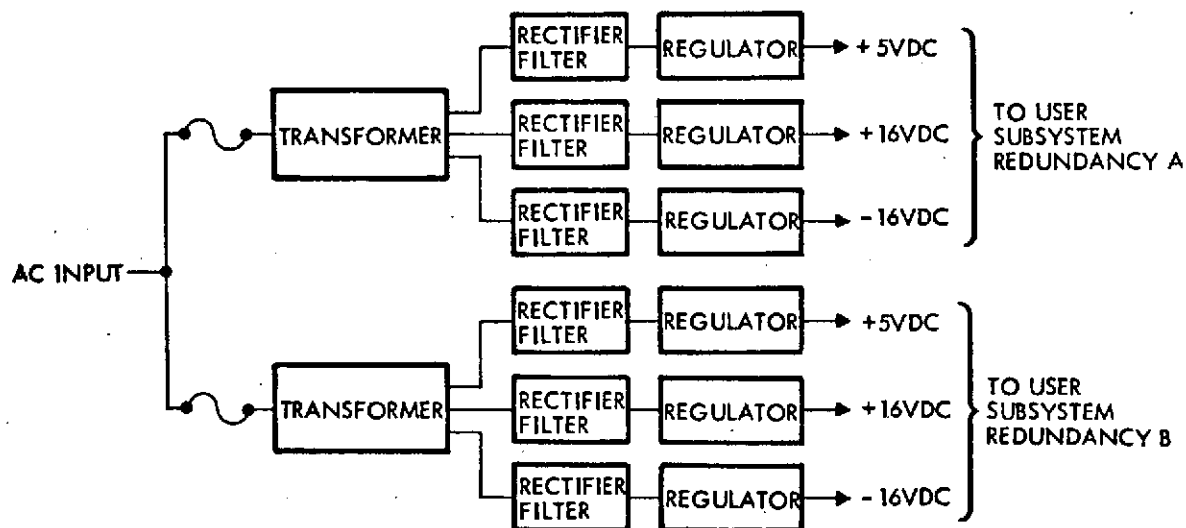 RECTIFIER
FILTER
REGULATOR
+5VDC
TRANSFORMER
RECTIFIER
FILTER
REGULATOR
+16VDC
TO USER
SUBSYSTEM
REDUNDANCY A
RECTIFIER
FILTER
REGULATOR
-16VDC
AC INPUT
RECTIFIER
FILTER
REGULATOR
+5VDC
TRANSFORMER
RECTIFIER
FILTER
REGULATOR
+16VDC
TO USER
SUBSYSTEM
REDUNDANCY B
RECTIFIER
FILTER
REGULATOR
-16VDC